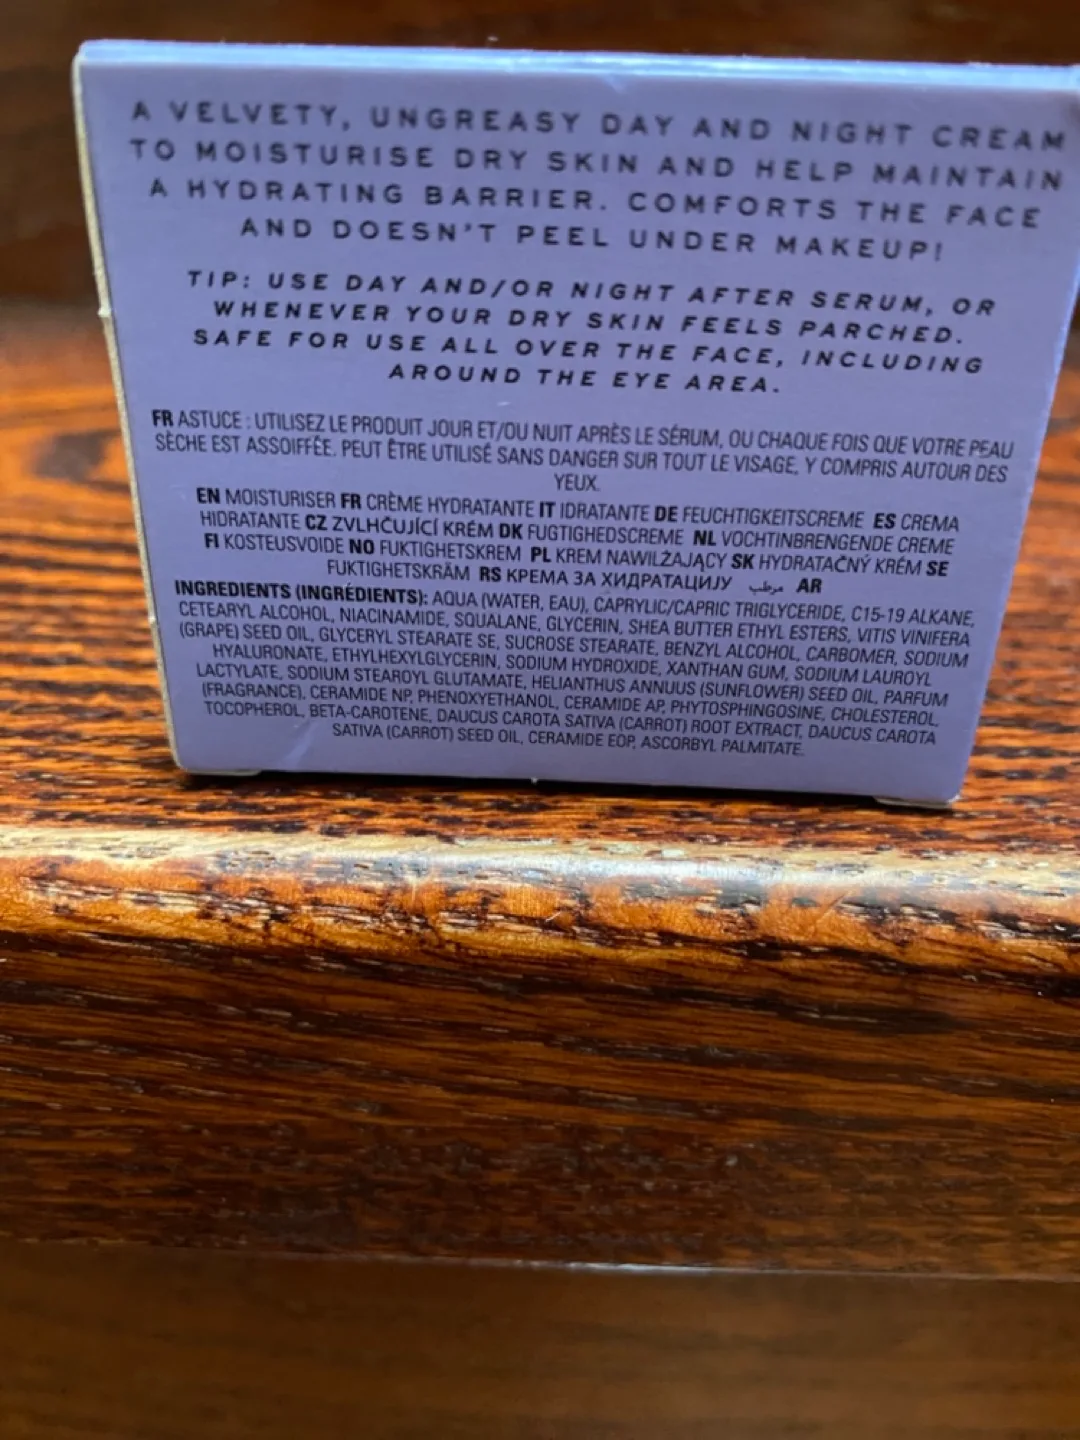 A VELVETY, UNGREASY DAY AND NIGHT CREAM
TO MOISTURISE DRY SKIN AND HELP MAINTAIN
A HYDRATING BARRIER. COMFORTS THE FACE
AND DOESN'T PEEL UNDER MAKEUP!
TIP: USE DAY AND/OR NIGHT AFTER SERUM, OR
WHENEVER YOUR DRY SKIN FEELS PARCHED.
SAFE FOR USE ALL OVER THE FACE, INCLUDING
AROUND THE EYE AREA.
FR ASTUCE : UTILISEZ LE PRODUIT JOUR ET/OU NUIT APRÈS LE SÉRUM, OU CHAQUE FOIS QUE VOTRE PEAU
SÈCHE EST ASSOIFFÉE. PEUT ÊTRE UTILISÉ SANS DANGER SUR TOUT LE VISAGE, Y COMPRIS AUTOUR DES
YEUX.
EN MOISTURISER FR CRÈME HYDRATANTE IT IDRATANTE DE FEUCHTIGKEITSCREME ES CREMA
HIDRATANTE CZ ZVLHČUJÍCÍ KRÉM DK FUGTIGHEDSCREME NL VOCHTINBRENGENDE CREME
FI KOSTEUSVOIDE NO FUKTIGHETSKREM PL KREM NAWILŻAJĄCY SK HYDRATAČNÝ KRÉM SE
FUKTIGHETSKRÄM RS КРЕМА ЗА ХИДРАТАЦИЈУ مرطب AR
INGREDIENTS (INGRÉDIENTS): AQUA (WATER, EAU), CAPRYLIC/CAPRIC TRIGLYCERIDE, C15-19 ALKANE,
CETEARYL ALCOHOL, NIACINAMIDE, SQUALANE, GLYCERIN, SHEA BUTTER ETHYL ESTERS, VITIS VINIFERA
(GRAPE) SEED OIL, GLYCERYL STEARATE SE, SUCROSE STEARATE, BENZYL ALCOHOL, CARBOMER, SODIUM
HYALURONATE, ETHYLHEXYLGLYCERIN, SODIUM HYDROXIDE, XANTHAN GUM, SODIUM LAUROYL
LACTYLATE, SODIUM STEAROYL GLUTAMATE, HELIANTHUS ANNUUS (SUNFLOWER) SEED OIL, PARFUM
(FRAGRANCE), CERAMIDE NP, PHENOXYETHANOL, CERAMIDE AP, PHYTOSPHINGOSINE, CHOLESTEROL,
TOCOPHEROL, BETA-CAROTENE, DAUCUS CAROTA SATIVA (CARROT) ROOT EXTRACT, DAUCUS CAROTA
SATIVA (CARROT) SEED OIL, CERAMIDE EOP, ASCORBYL PALMITATE.